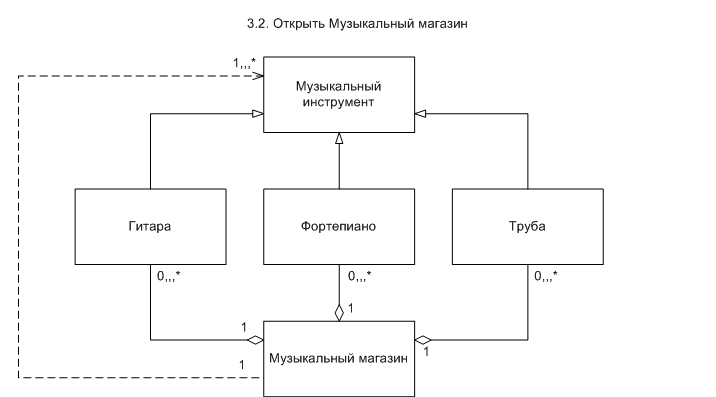 3.2. Открыть Музыкальный магазин
1,,,*
Музыкальный
инструмент
Гитара
Фортепиано
Труба
0,,,*
0,,,*
0,,,*
1
1
1
1
Музыкальный магазин